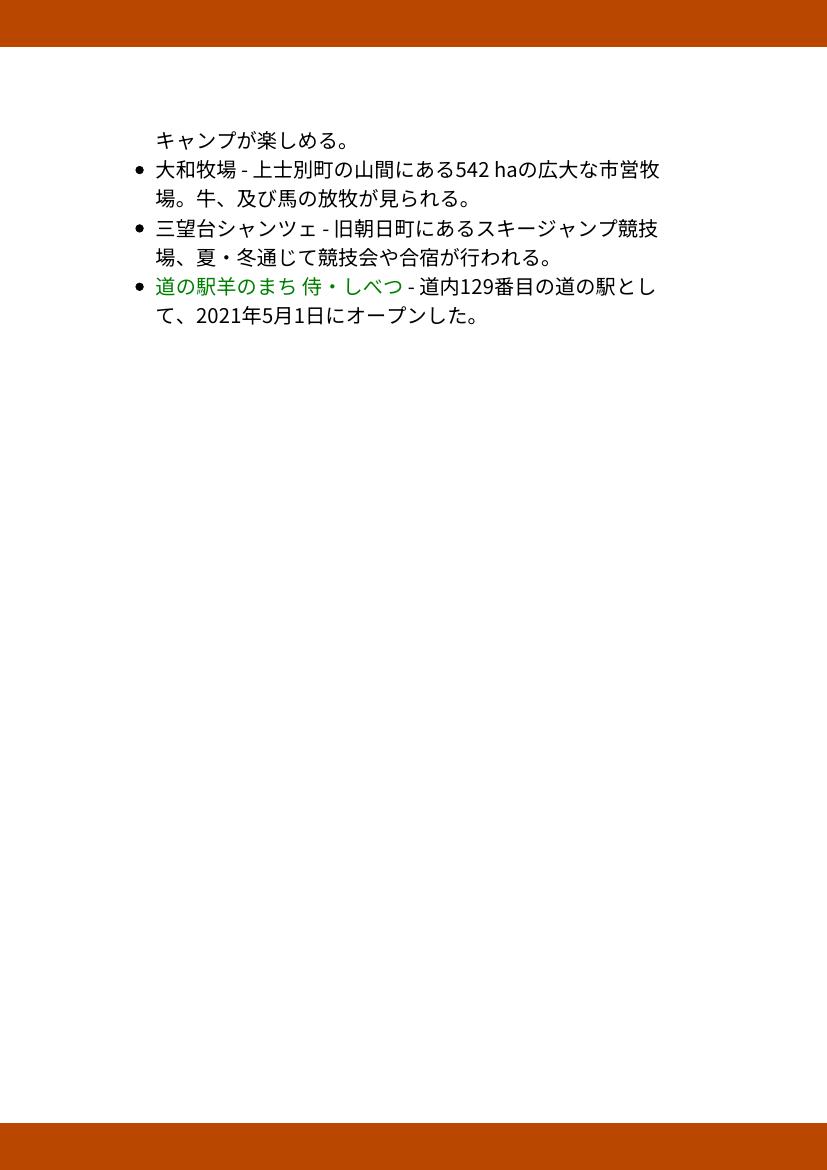 キャンプが楽しめる。
• 大和牧場 - 上士別町の山間にある542 haの広大な市営牧
場。牛、及び馬の放牧が見られる。
• 三望台シャンツェ - 旧朝日町にあるスキージャンプ競技
場、夏・冬通じて競技会や合宿が行われる。
• 道の駅羊のまち 侍・しべつ - 道内129番目の道の駅とし
て、2021年5月1日にオープンした。